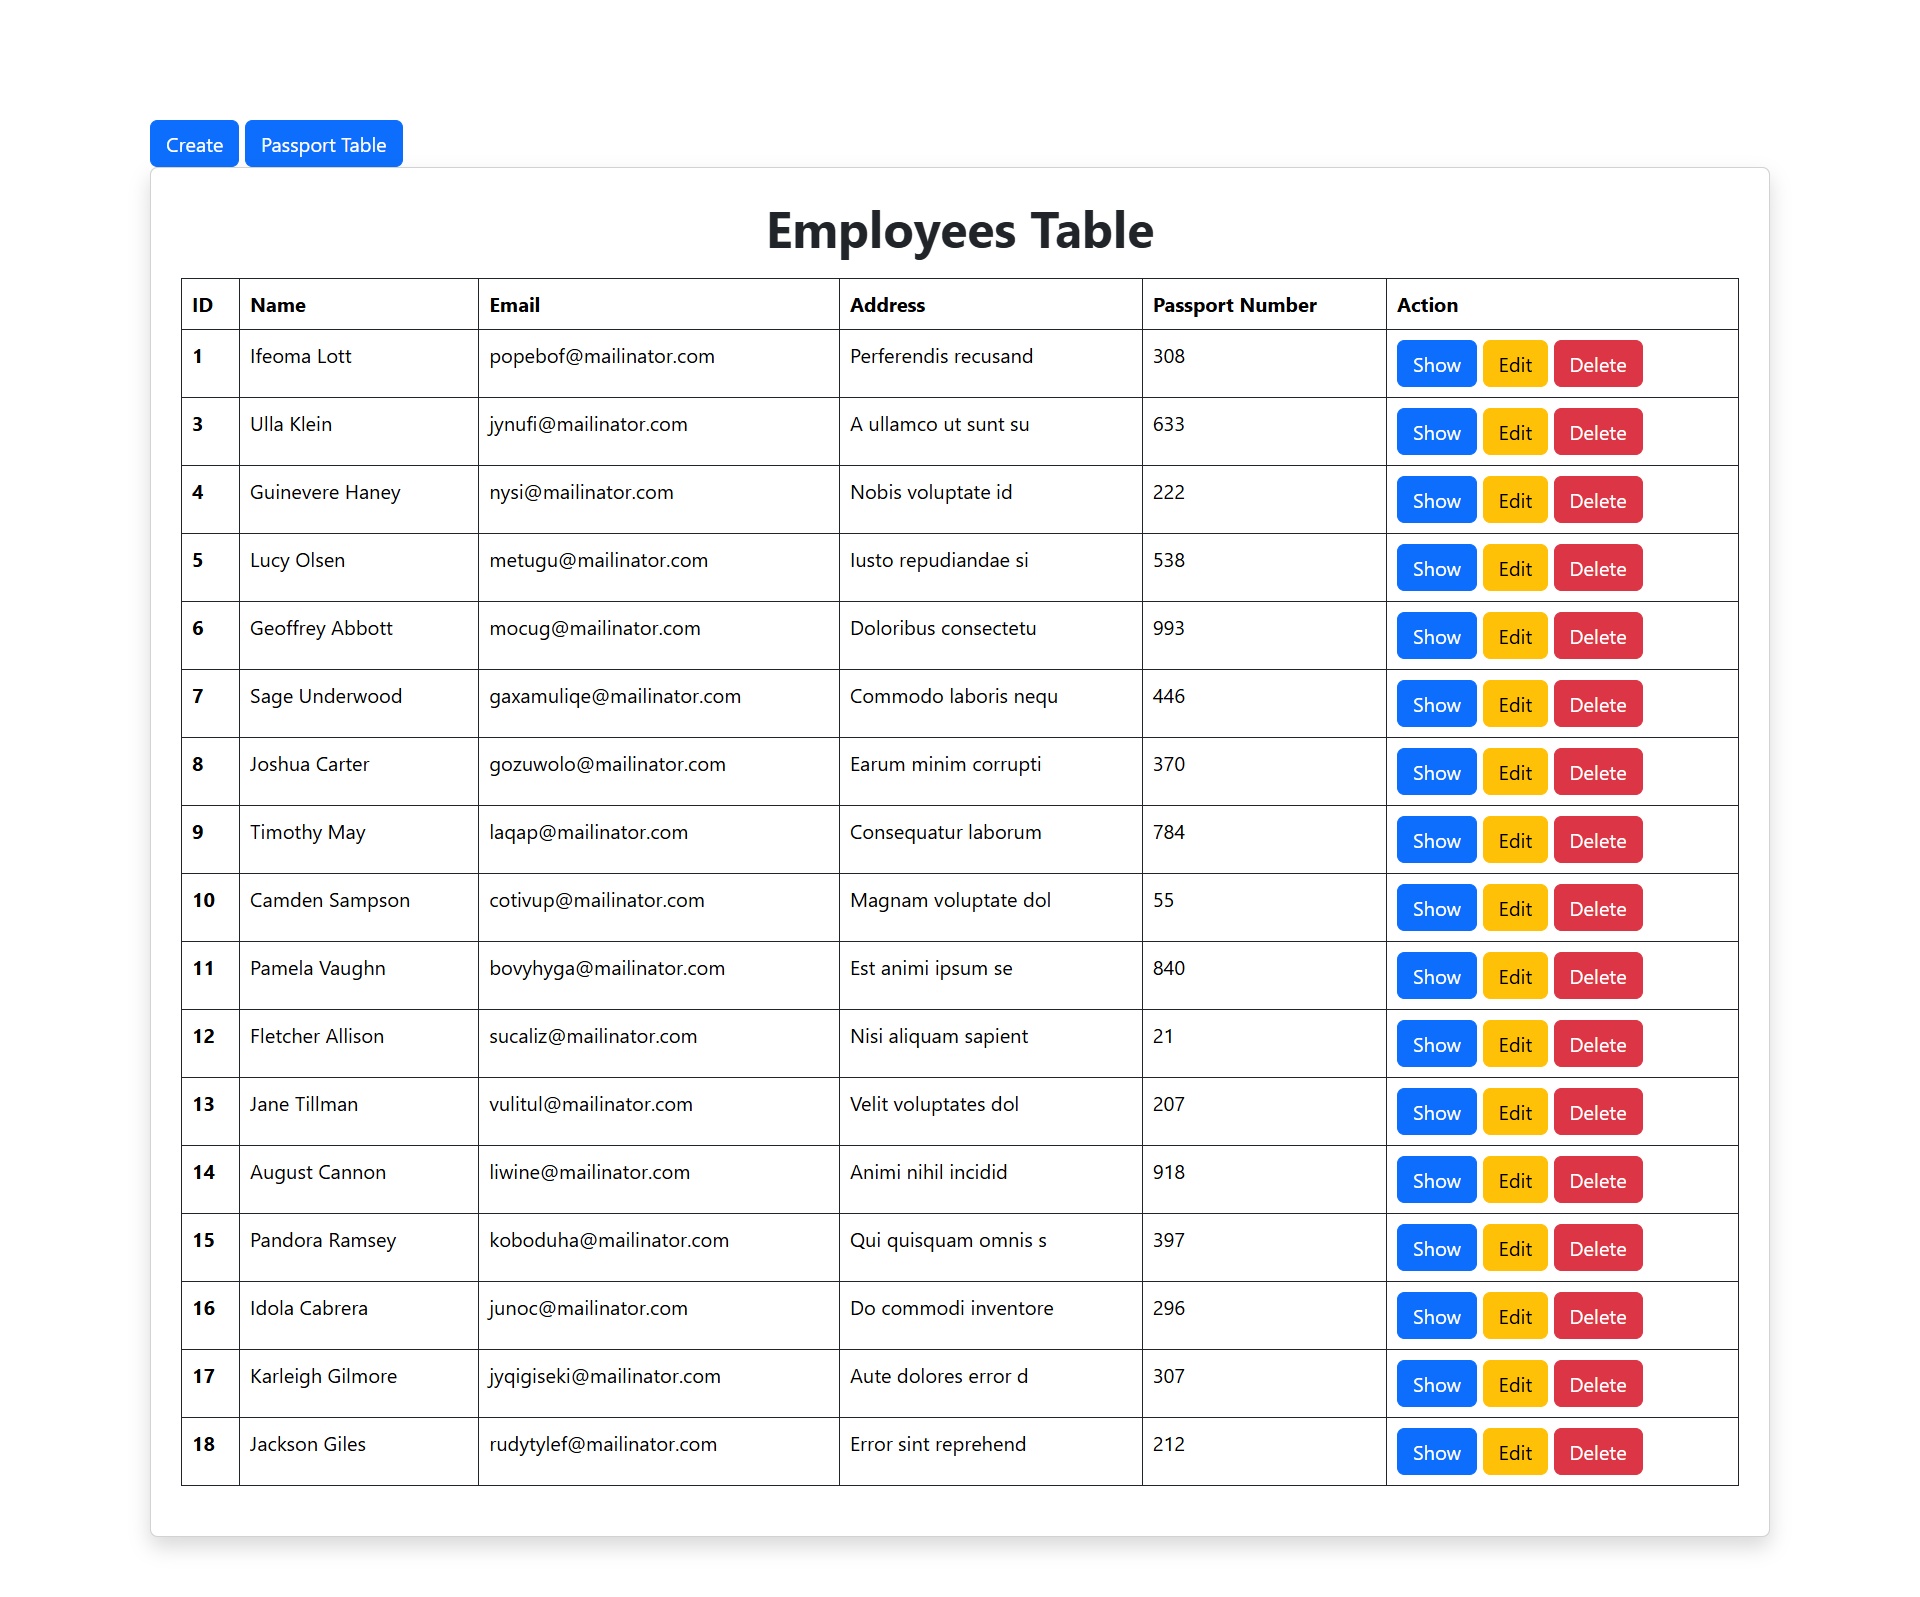 Create Passport Table
Employees Table
ID Name Email Address Passport Number Action
1 Ifeoma Lott popebof@mailinator.com Perferendis recusand 308 Show Edit Delete
3 Ulla Klein jynufi@mailinator.com A ullamco ut sunt su 633 Show Edit Delete
4 Guinevere Haney nysi@mailinator.com Nobis voluptate id 222 Show Edit Delete
5 Lucy Olsen metugu@mailinator.com Iusto repudiandae si 538 Show Edit Delete
6 Geoffrey Abbott mocug@mailinator.com Doloribus consectetu 993 Show Edit Delete
7 Sage Underwood gaxamuliqe@mailinator.com Commodo laboris nequ 446 Show Edit Delete
8 Joshua Carter gozuwolo@mailinator.com Earum minim corrupti 370 Show Edit Delete
9 Timothy May laqap@mailinator.com Consequatur laborum 784 Show Edit Delete
10 Camden Sampson cotivup@mailinator.com Magnam voluptate dol 55 Show Edit Delete
11 Pamela Vaughn bovyhyga@mailinator.com Est animi ipsum se 840 Show Edit Delete
12 Fletcher Allison sucaliz@mailinator.com Nisi aliquam sapient 21 Show Edit Delete
13 Jane Tillman vulitul@mailinator.com Velit voluptates dol 207 Show Edit Delete
14 August Cannon liwine@mailinator.com Animi nihil incidid 918 Show Edit Delete
15 Pandora Ramsey koboduha@mailinator.com Qui quisquam omnis s 397 Show Edit Delete
16 Idola Cabrera junoc@mailinator.com Do commodi inventore 296 Show Edit Delete
17 Karleigh Gilmore jyqigiseki@mailinator.com Aute dolores error d 307 Show Edit Delete
18 Jackson Giles rudytylef@mailinator.com Error sint reprehend 212 Show Edit Delete